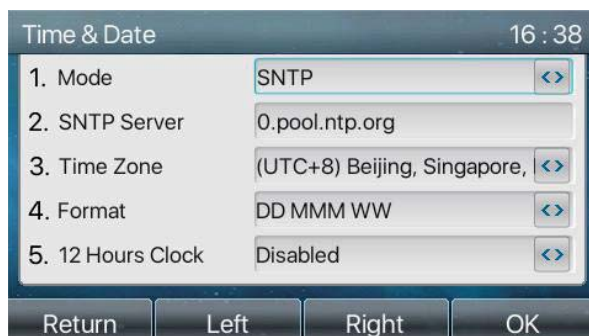 Time & Date 16 : 38
1. Mode SNTP
2. SNTP Server 0.pool.ntp.org
3. Time Zone (UTC+8) Beijing, Singapore,
4. Format DD MMM WW
5. 12 Hours Clock Disabled
Return Left Right OK